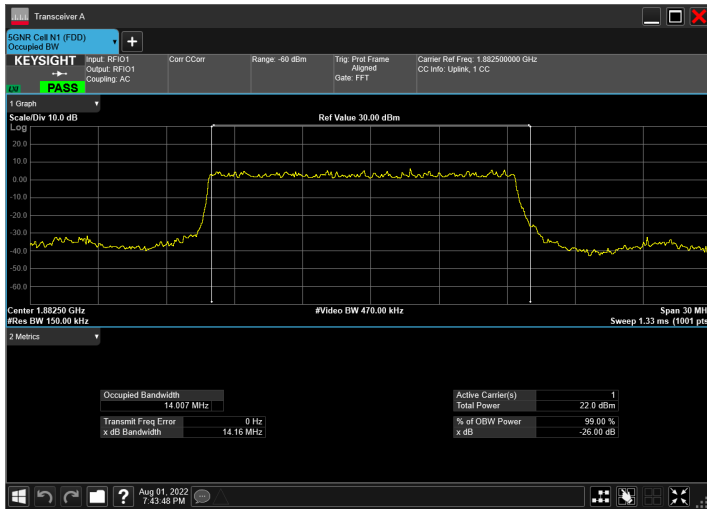 Transceiver A
5GNR Cell N1 (FDD)
Occupied BW
KEYSIGHT
LXI
PASS
Input: RFIO1
Output: RFIO1
Coupling: AC
Corr CCorr
Range: -60 dBm
Trig: Prot Frame
Aligned
Gate: FFT
Carrier Ref Freq: 1.882500000 GHz
CC Info: Uplink, 1 CC
1 Graph
Scale/Div 10.0 dB
Ref Value 30.00 dBm
Log
20.0
10.0
0.00
-10.0
-20.0
-30.0
-40.0
-50.0
-60.0
Center 1.88250 GHz
#Video BW 470.00 kHz
Span 30 MH
#Res BW 150.00 kHz
Sweep 1.33 ms (1001 pts
2 Metrics
Occupied Bandwidth
14.007 MHz
Transmit Freq Error 0 Hz
x dB Bandwidth 14.16 MHz
Active Carrier(s) 1
Total Power 22.0 dBm
% of OBW Power 99.00 %
x dB -26.00 dB
Aug 01, 2022
7:43:48 PM